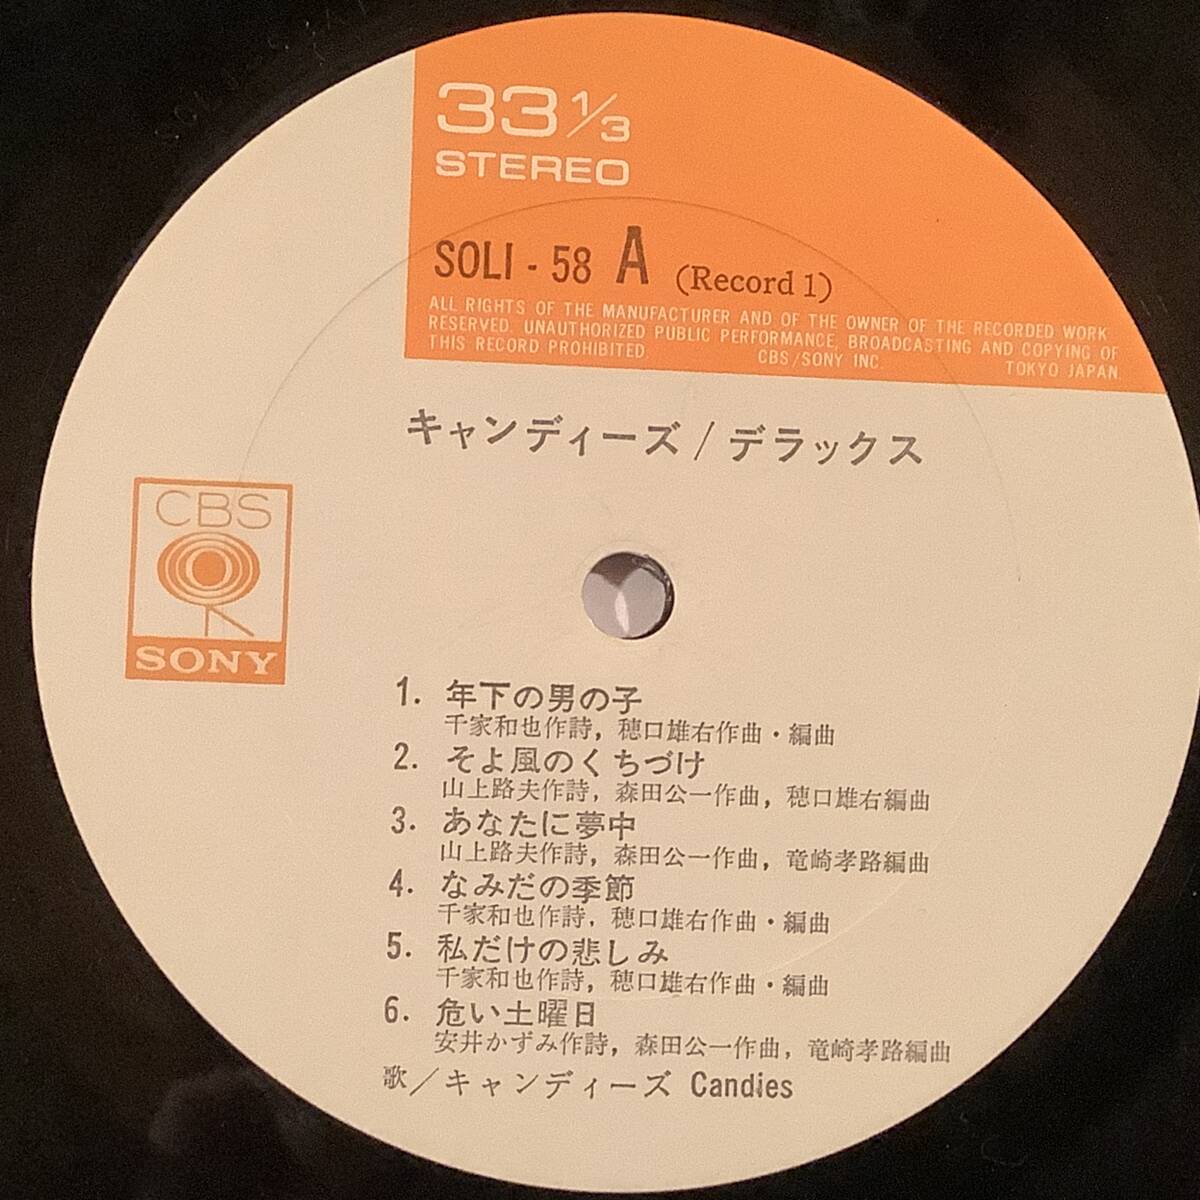 33 1/3
STEREO
SOLI - 58 A (Record 1)
ALL RIGHTS OF THE MANUFACTURER AND OF THE OWNER OF THE RECORDED WORK
RESERVED. UNAUTHORIZED PUBLIC PERFORMANCE, BROADCASTING AND COPYING OF
THIS RECORD PROHIBITED. CBS/SONY INC. TOKYO JAPAN.
キャンディーズ/デラックス
CBS
SONY
1. 年下の男の子
千家和也作詩，穂口雄右作曲・編曲
2. そよ風のくちづけ
山上路夫作詩，森田公一作曲，穂口雄右編曲
3. あなたに夢中
山上路夫作詩，森田公一作曲，竜崎孝路編曲
4. なみだの季節
千家和也作詩，穂口雄右作曲・編曲
5. 私だけの悲しみ
千家和也作詩，穂口雄右作曲・編曲
6. 危い土曜日
安井かずみ作詩，森田公一作曲，竜崎孝路編曲
歌／キャンディーズ Candies